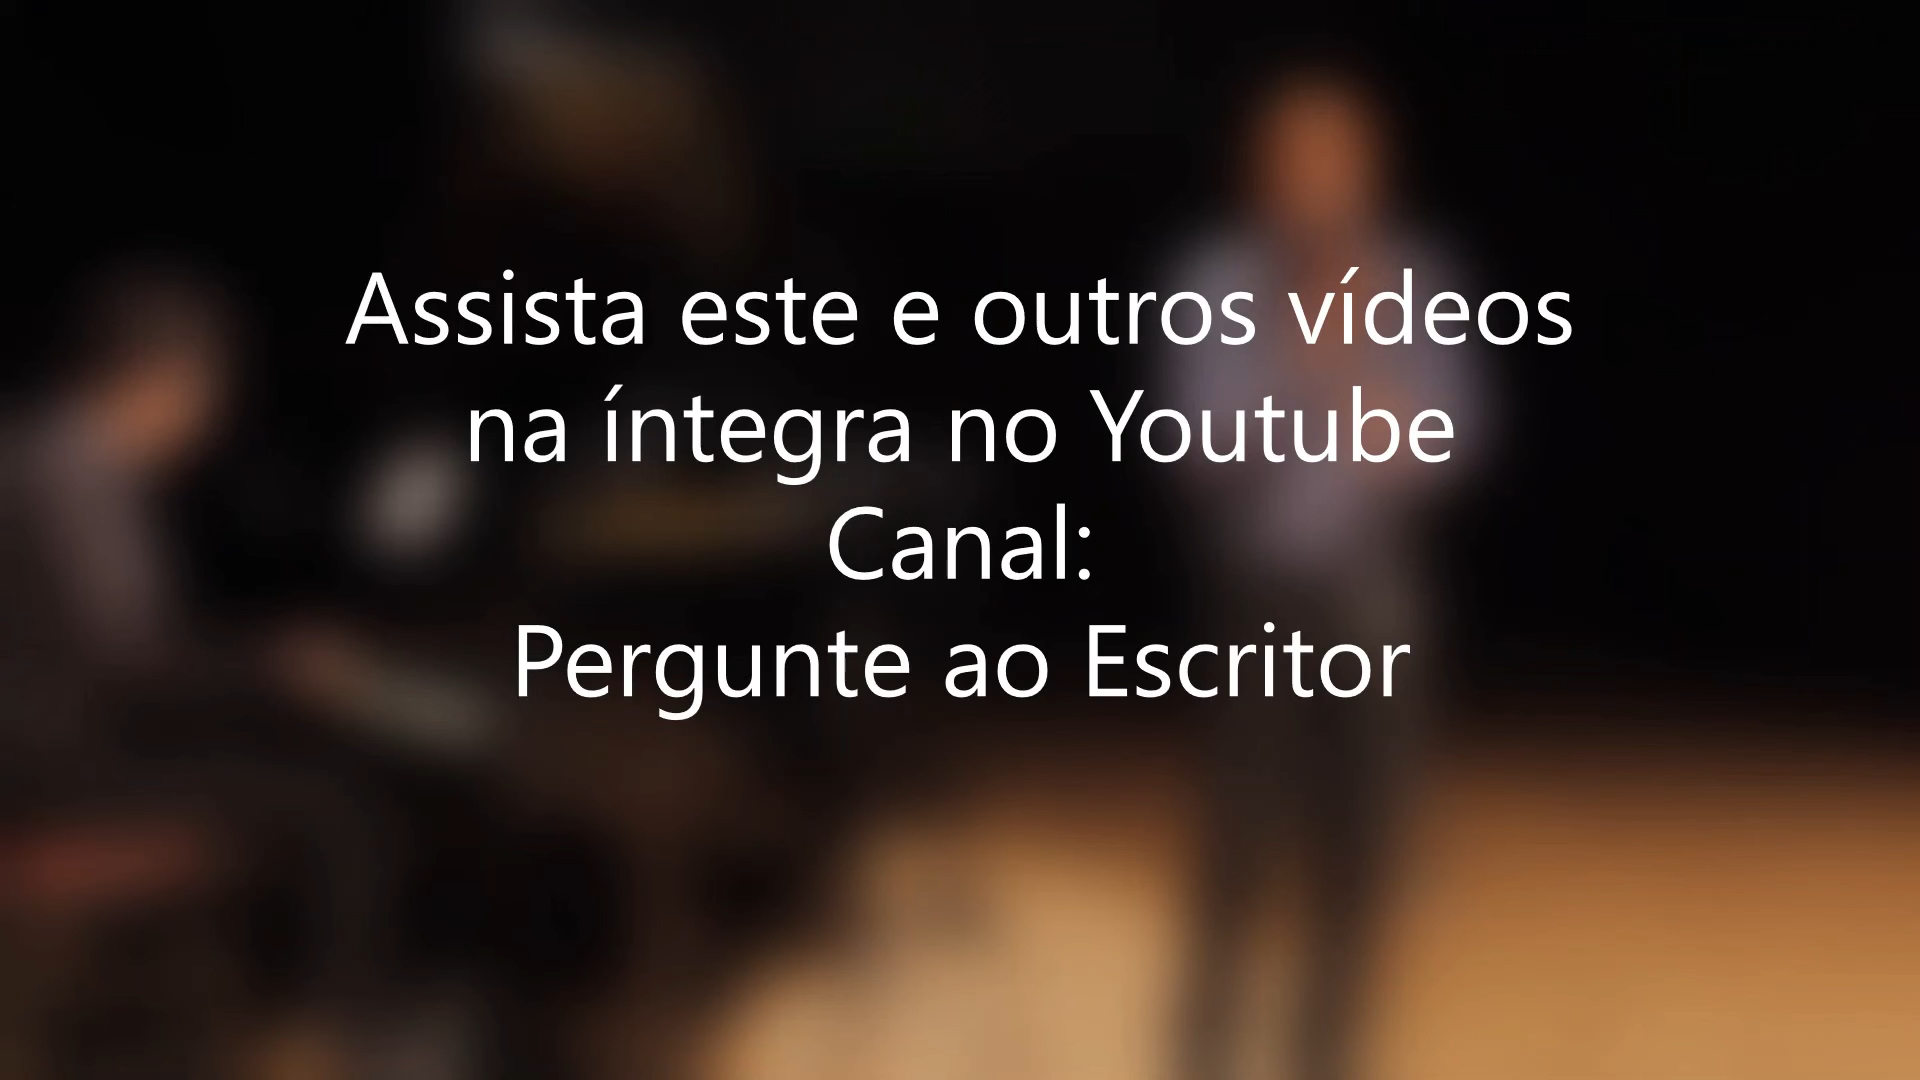 Assista este e outros vídeos
na íntegra no Youtube
Canal:
Pergunte ao Escritor